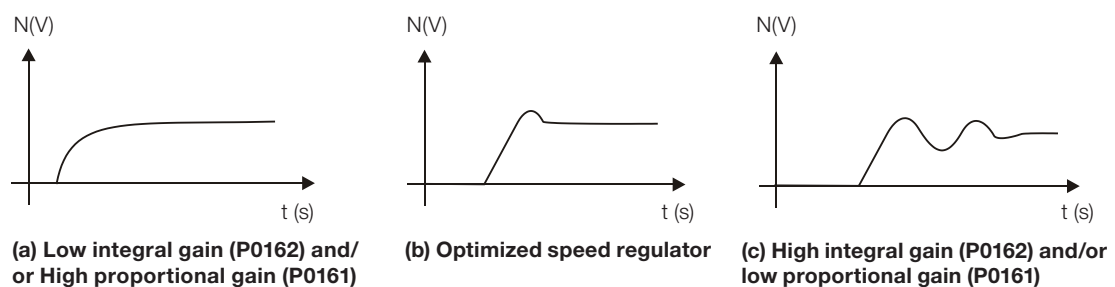 N(V)
t (s)
(a) Low integral gain (P0162) and/
or High proportional gain (P0161)
N(V)
t (s)
(b) Optimized speed regulator
N(V)
t (s)
(c) High integral gain (P0162) and/or
low proportional gain (P0161)